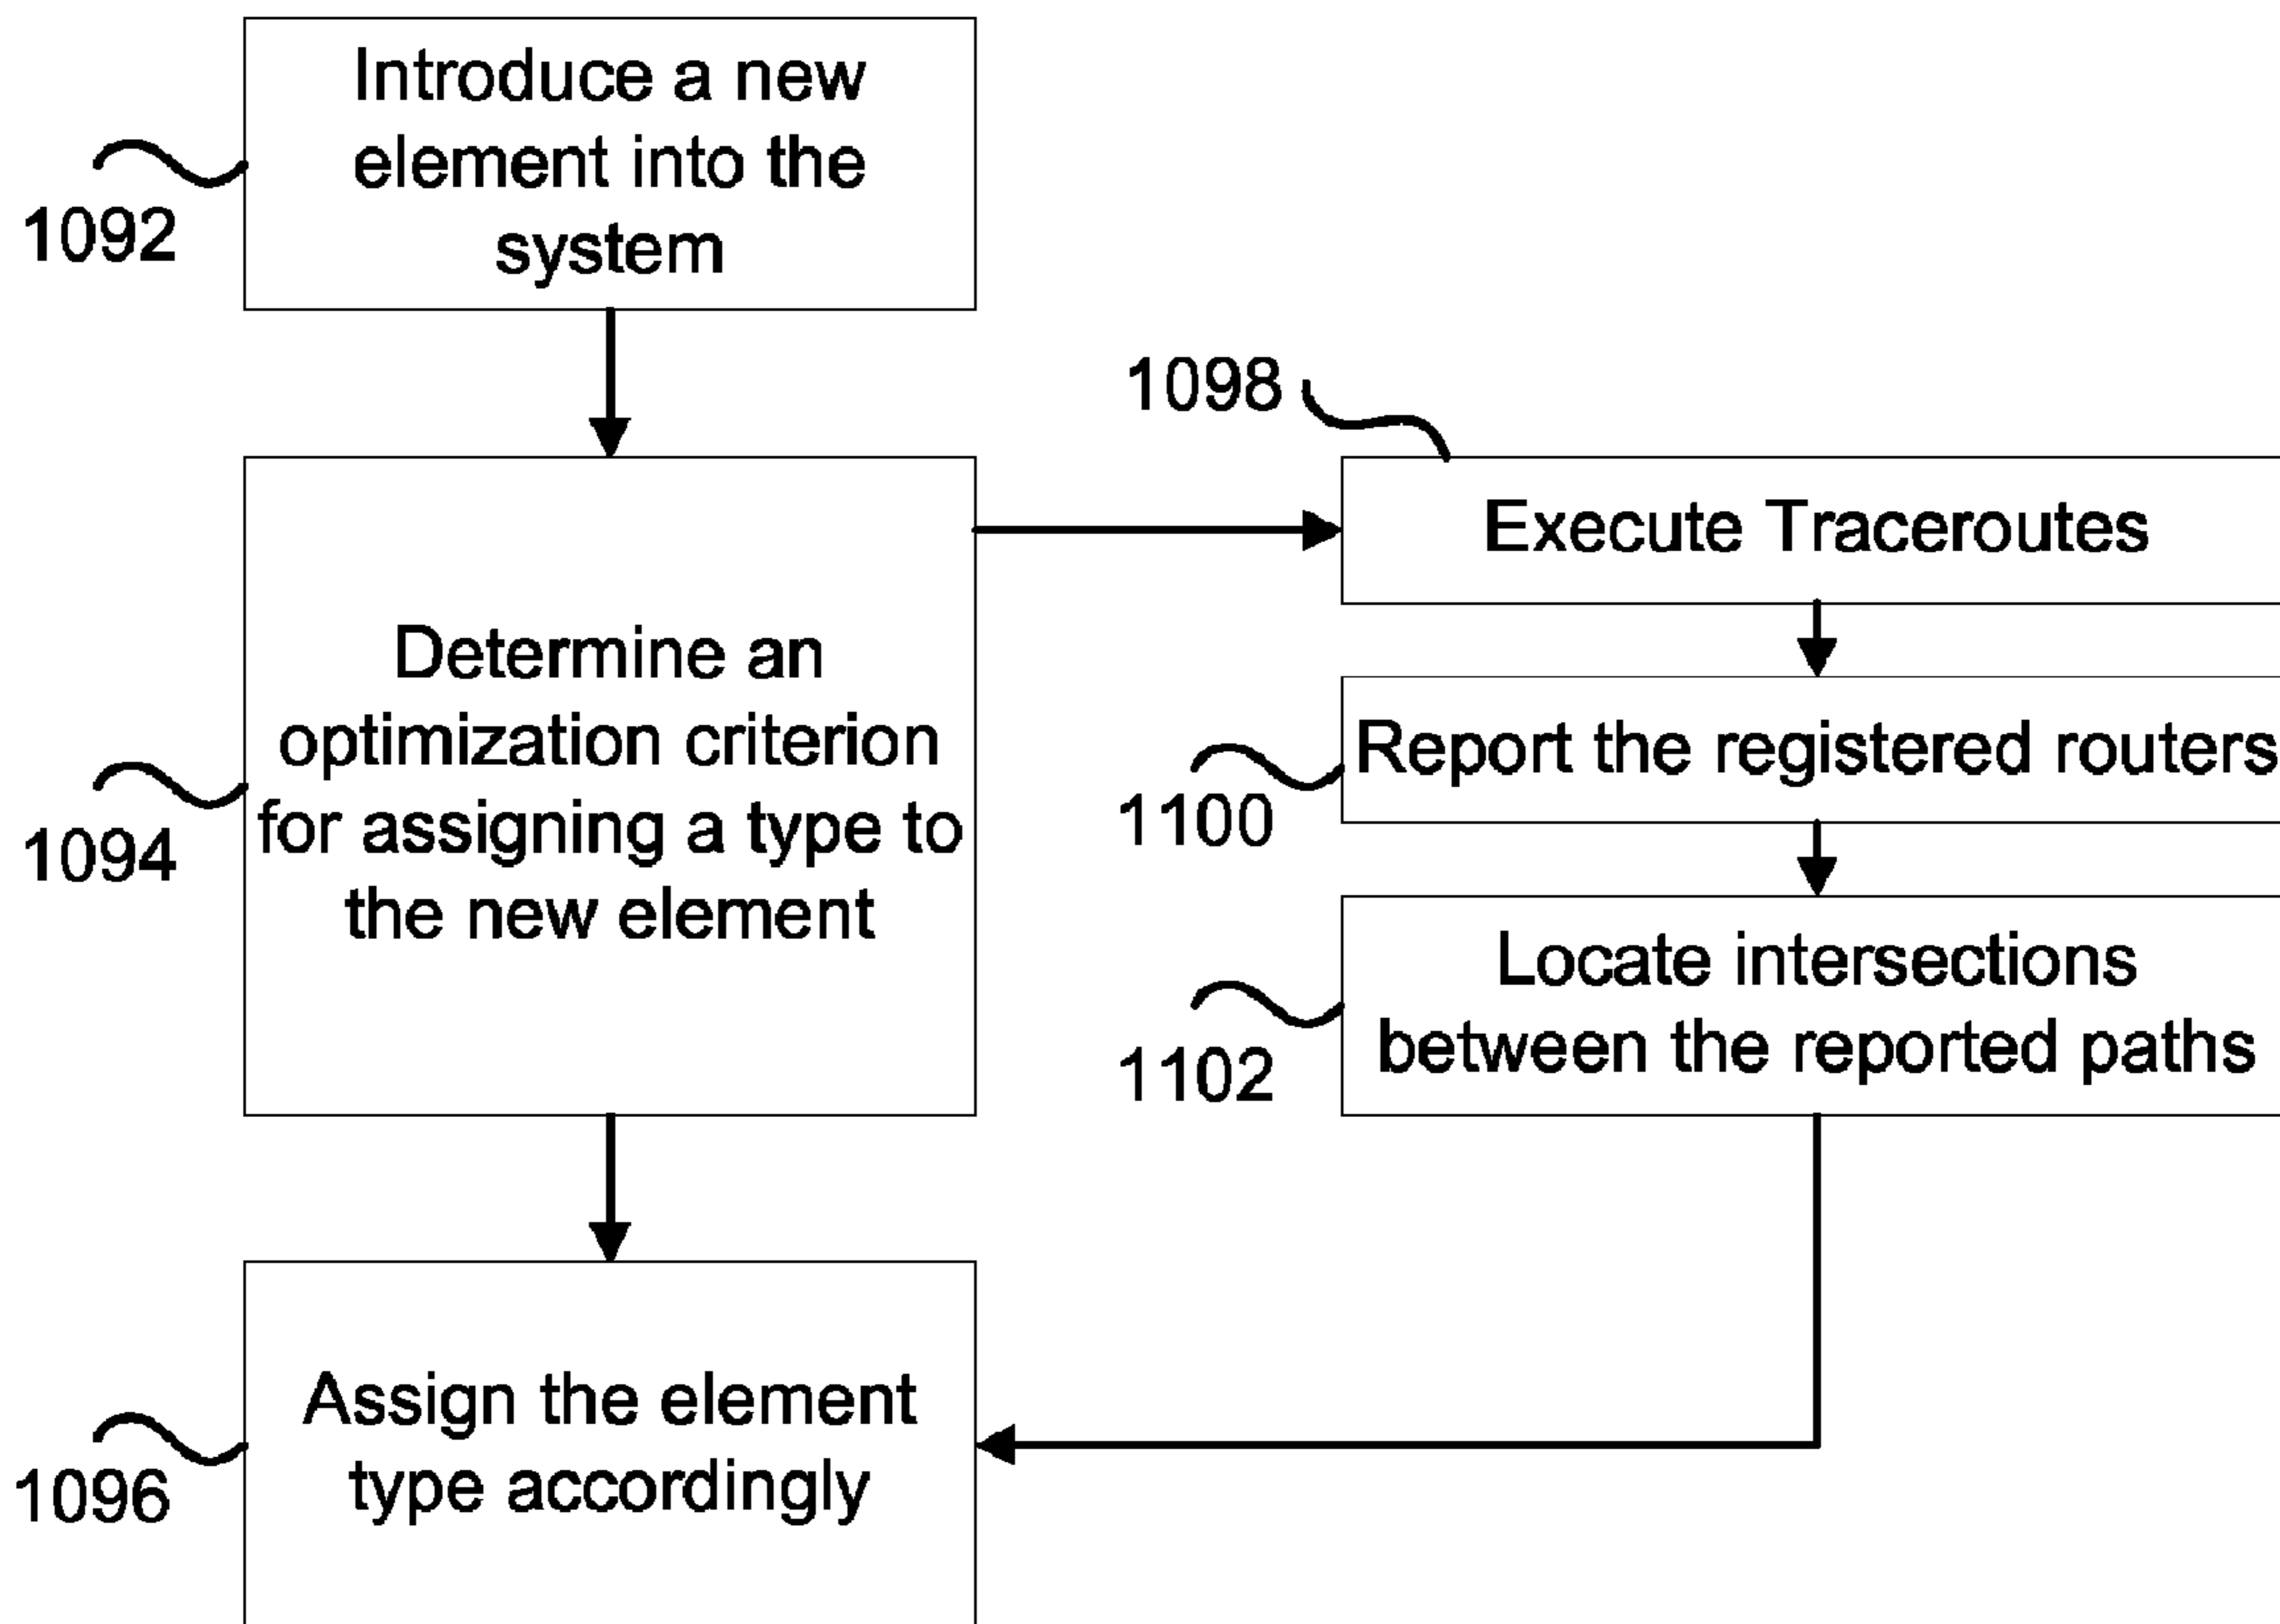 Introduce a new
element into the
system
1092
1098
Execute Traceroutes
Determine an
optimization criterion
for assigning a type to
the new element
1094
Report the registered routers
1100
Locate intersections
between the reported paths
1102
Assign the element
type accordingly
1096